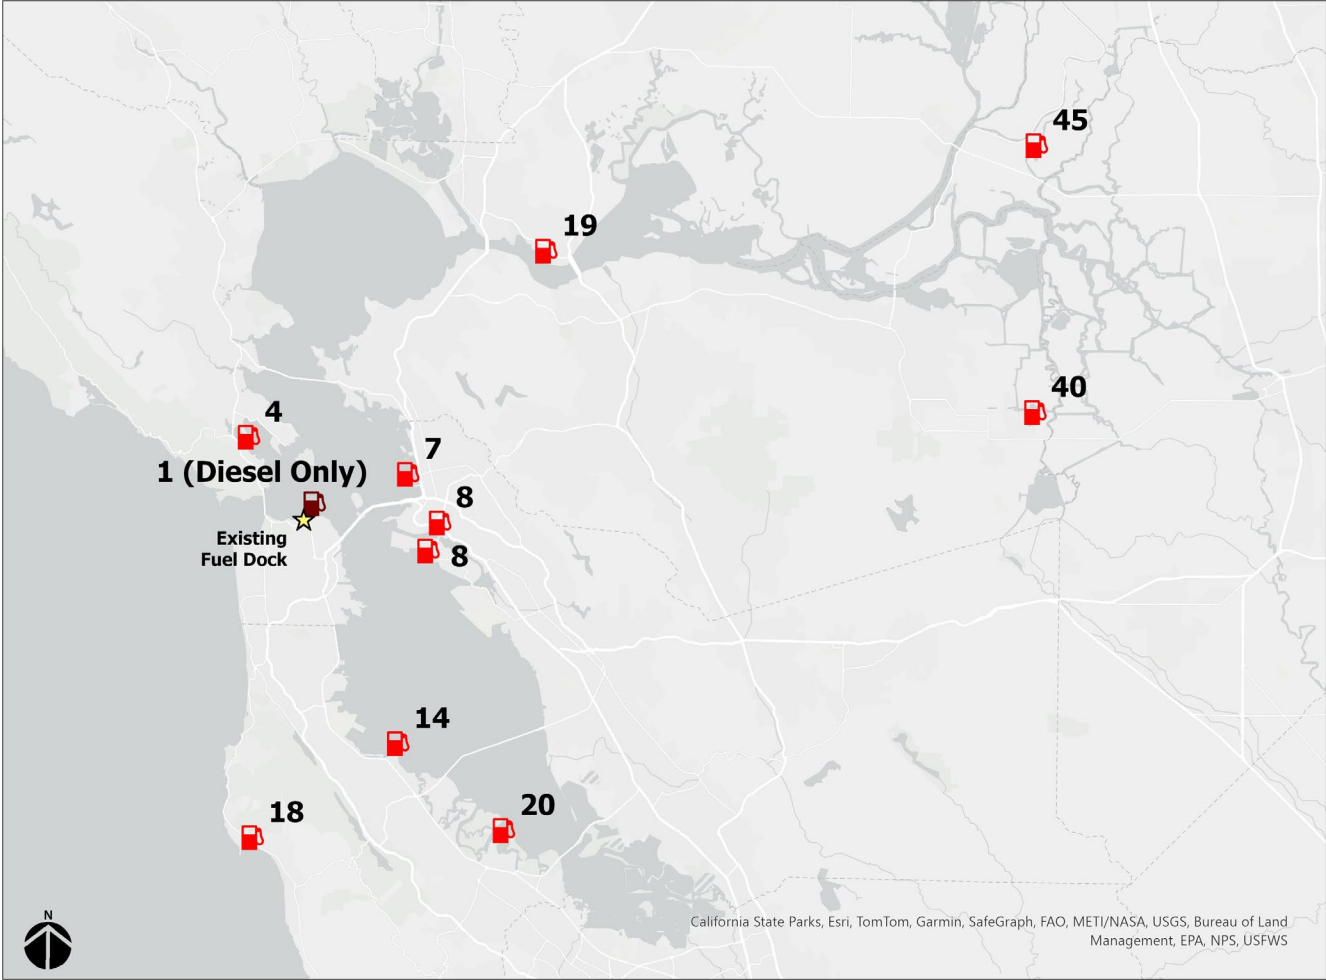 45
19
40
4
7
1 (Diesel Only)
8
Existing
Fuel Dock
8
14
18
20
N
California State Parks, Esri, TomTom, Garmin, SafeGraph, FAO, METI/NASA, USGS, Bureau of Land
Management, EPA, NPS, USFWS